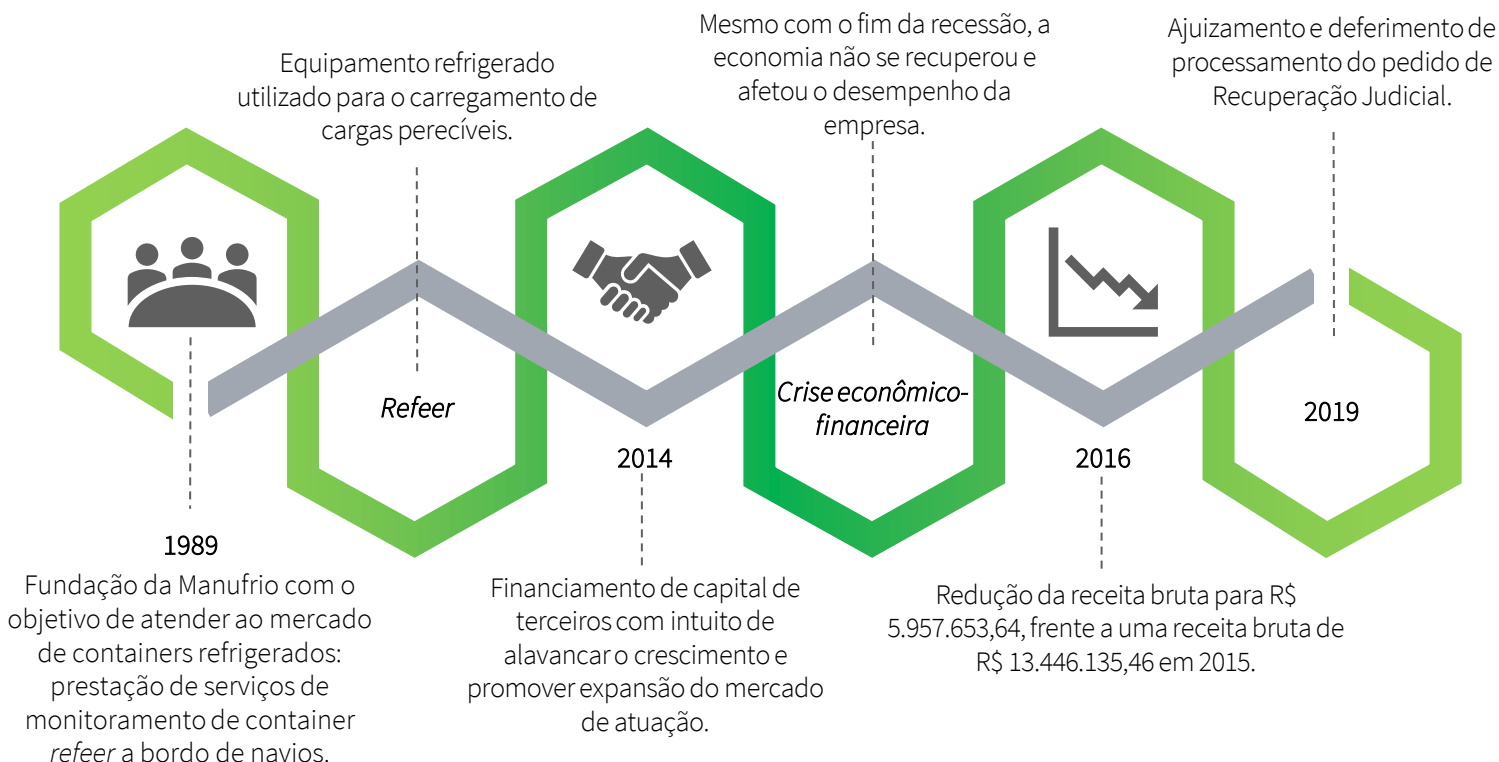 1989
Fundação da Manufrio com o
objetivo de atender ao mercado
de containers refrigerados:
prestação de serviços de
monitoramento de container
refeer a bordo de navios.
Equipamento refrigerado
utilizado para o carregamento de
cargas perecíveis.
Refeer
2014
Financiamento de capital de
terceiros com intuito de
alavancar o crescimento e
promover expansão do mercado
de atuação.
Mesmo com o fim da recessão, a
economia não se recuperou e
afetou o desempenho da
empresa.
Crise econômico-
financeira
2016
Redução da receita bruta para R$
5.957.653,64, frente a uma receita bruta de
R$ 13.446.135,46 em 2015.
Ajuizamento e deferimento de
processamento do pedido de
Recuperação Judicial.
2019